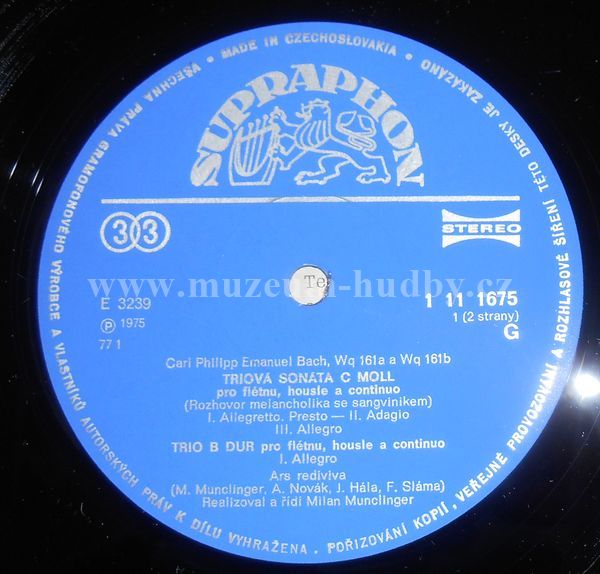 VŠECHNA PRÁVA GRAMOFONOVÉHO VÝROBCE A VLASTNÍKŮ AUTORSKÝCH PRÁV K DÍLU VYHRAŽENA . POŘIZOVÁNÍ KOPIÍ, VEŘEJNÉ PROVOZOVÁNÍ A ROZHLASOVÉ ŠÍŘENÍ TÉTO DESKY JE ZAKÁZÁNO • MADE IN CZECHOSLOVAKIA •
SUPRAPHON
33
STEREO
www.muzeum-hudby.cz
E 3239
Ⓟ 1975
77 1
1 11 1675
1 (2 strany)
G
Carl Philipp Emanuel Bach, Wq 161a a Wq 161b
TRIOVÁ SONÁTA C MOLL
pro flétnu, housle a continuo
(Rozhovor melancholika se sangvinikem)
I. Allegretto. Presto — II. Adagio
III. Allegro
TRIO B DUR pro flétnu, housle a continuo
I. Allegro
Ars rediviva
(M. Munclinger, A. Novák, J. Hála, F. Sláma)
Realizoval a řídí Milan Munclinger